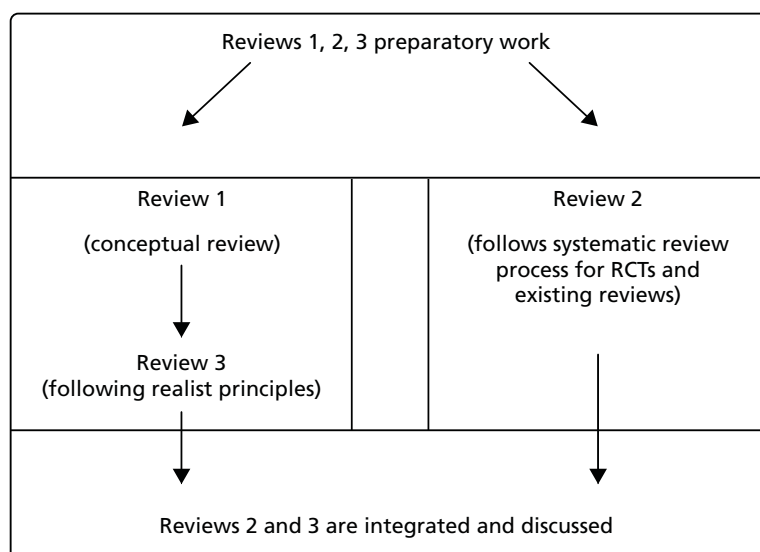 Reviews 1, 2, 3 preparatory work
Review 1
(conceptual review)
Review 3
(following realist principles)
Review 2
(follows systematic review
process for RCTs and
existing reviews)
Reviews 2 and 3 are integrated and discussed